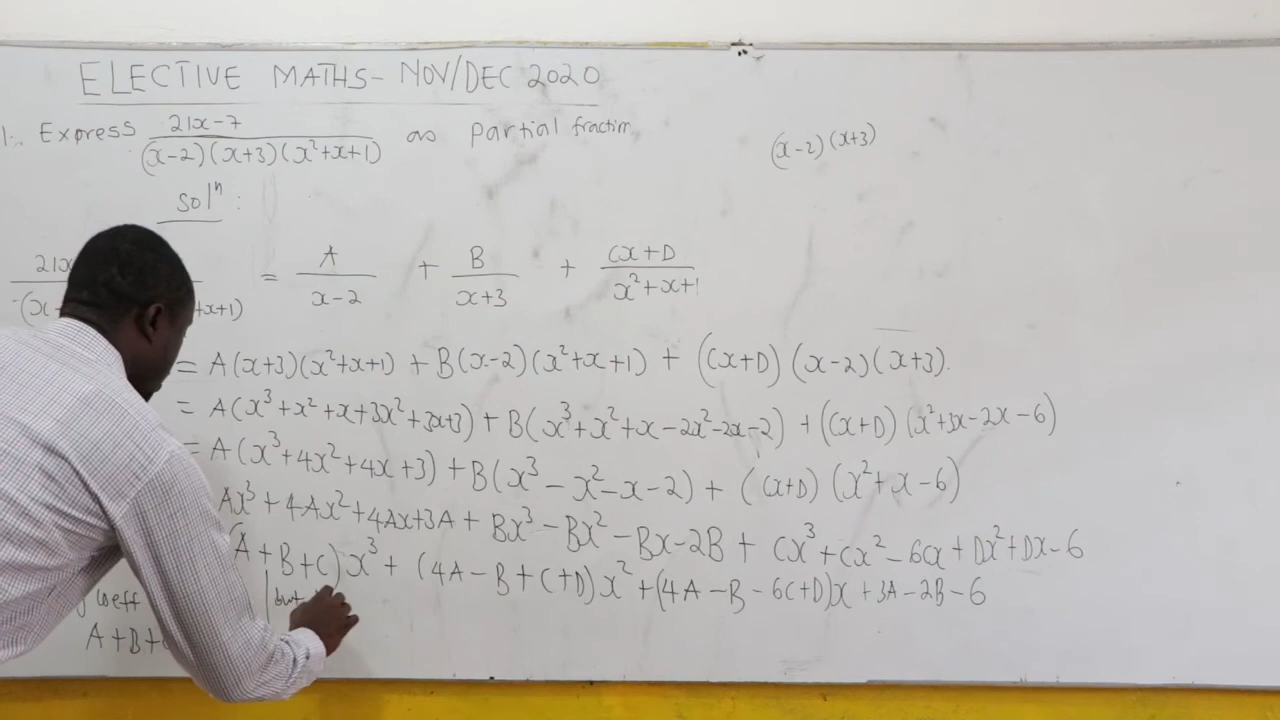 ELECTIVE MATHS - NOV/DEC 2020
1. Express 21x-7 / (x-2)(x+3)(x²+x+1) as partial fraction
(x-2)(x+3)
solⁿ:
21x / (x +x+1) = A / x-2 + B / x+3 + Cx+D / x²+x+1
= A(x+3)(x²+x+1) + B(x-2)(x²+x+1) + (Cx+D)(x-2)(x+3).
= A(x³+x²+x+3x²+3x+3) + B(x³+x²+x-2x²-2x-2) + (Cx+D)(x²+3x-2x-6)
= A(x³+4x²+4x+3) + B(x³-x²-x-2) + (Cx+D)(x²+x-6)
Ax³+4Ax²+4Ax+3A + Bx³-Bx²-Bx-2B + Cx³+Cx²-6Cx+Dx²+Dx-6
(A+B+C)x³ + (4A-B+C+D)x² + (4A-B-6C+D)x + 3A-2B-6
coeff but
A+B+